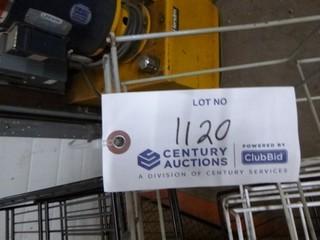 LOT NO
1120
CENTURY AUCTIONS
POWERED BY
ClubBid
A DIVISION OF CENTURY SERVICES